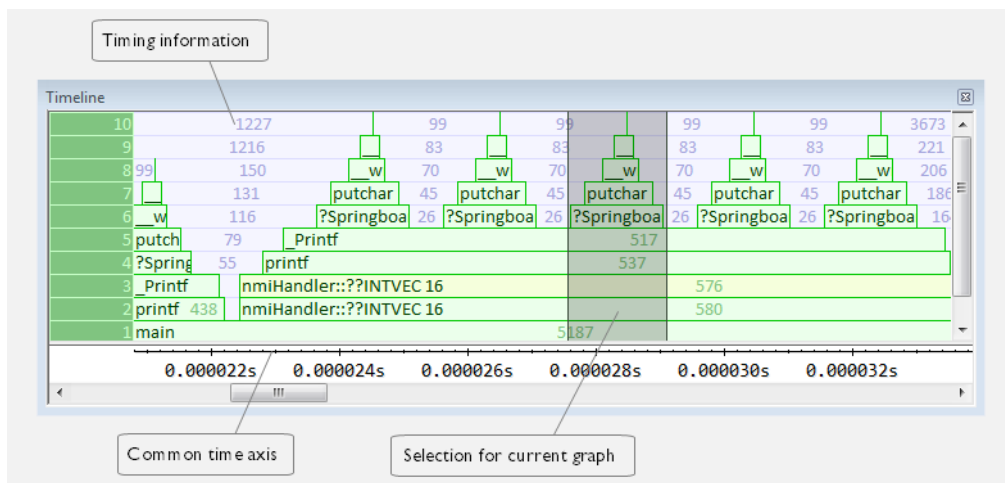 Timing information
Timeline
10 1227 99 99 99 99 3673
9 1216 83 83 83 83 221
8 99 150 __w 70 __w 70 __w 70 __w 70 __w 206
7 131 putchar 45 putchar 45 putchar 45 putchar 45 putchar 186
6 __w 116 ?Springboa 26 ?Springboa 26 ?Springboa 26 ?Springboa 26 ?Springboa 16
5 putch 79 _Printf 517
4 ?Spring 55 printf 537
3 _Printf nmiHandler::??INTVEC 16 576
2 printf 438 nmiHandler::??INTVEC 16 580
1 main 5187
0.000022s 0.000024s 0.000026s 0.000028s 0.000030s 0.000032s
Common time axis
Selection for current graph